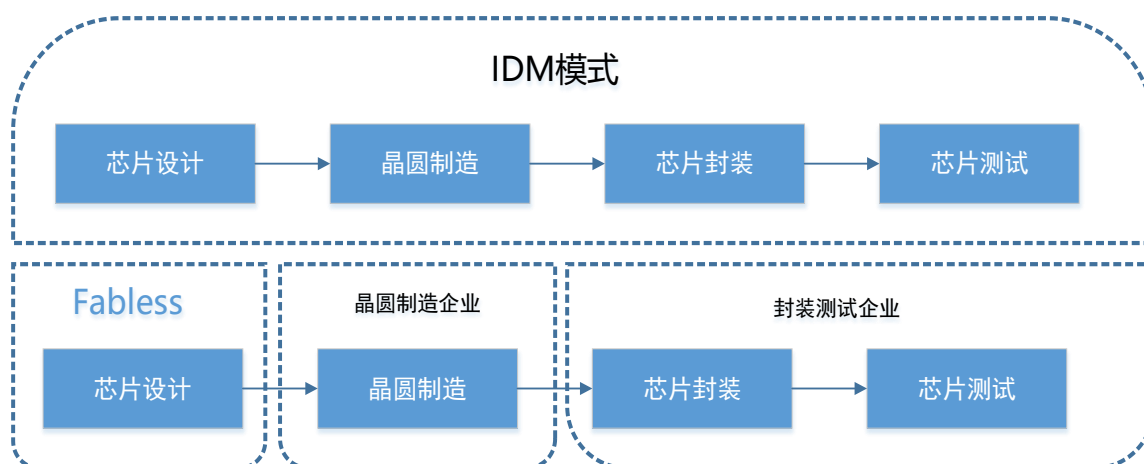 IDM模式
芯片设计
晶圆制造
芯片封装
芯片测试
Fabless
晶圆制造企业
封装测试企业
芯片设计
晶圆制造
芯片封装
芯片测试